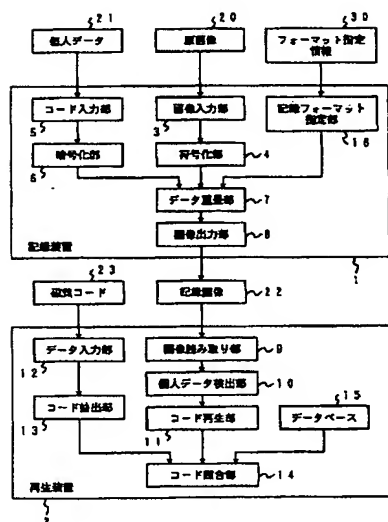 21
20
30
個人データ
原画像
フォーマット指定
情報
コード入力部
画像入力部
記録フォーマット
指定部
5
3
16
暗号化部
符号化部
6
4
データ重畳部
7
画像出力部
8
記録装置
1
23
磁気コード
記録画像
22
データ入力部
画像読み取り部
9
12
個人データ検出部
10
15
コード抽出部
コード再生部
データベース
13
11
コード照合部
14
再生装置
2